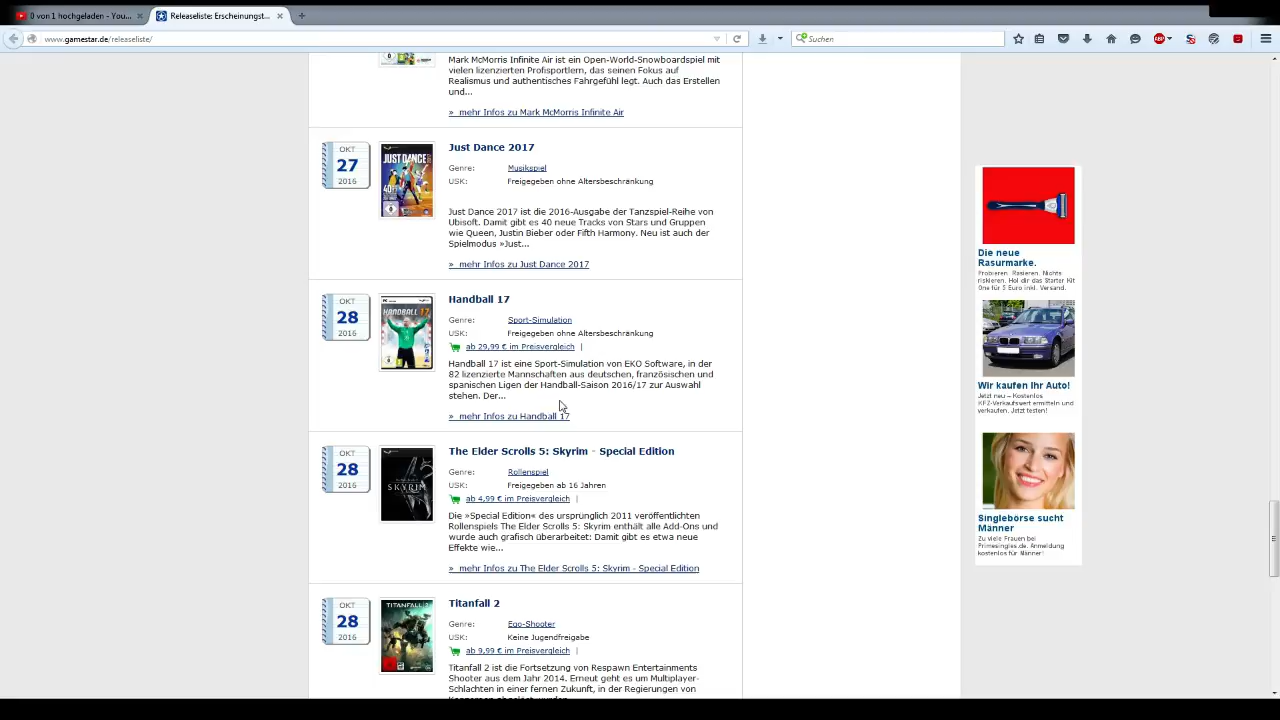 0 von 1 hochgeladen - You...
Releaseliste: Erscheinungst...
www.gamestar.de/releaseliste/
Suchen
Mark McMorris Infinite Air ist ein Open-World-Snowboardspiel mit
vielen lizenzierten Profisportlern, das seinen Fokus auf
Realismus und authentisches Fahrgefühl legt. Auch das Erstellen
und...
» mehr Infos zu Mark McMorris Infinite Air
OKT
27
2016
JUST DANCE
Just Dance 2017
Genre: Musikspiel
USK: Freigegeben ohne Altersbeschränkung
Just Dance 2017 ist die 2016-Ausgabe der Tanzspiel-Reihe von
Ubisoft. Damit gibt es 40 neue Tracks von Stars und Gruppen
wie Queen, Justin Bieber oder Fifth Harmony. Neu ist auch der
Spielmodus »Just...
» mehr Infos zu Just Dance 2017
OKT
28
2016
HANDBALL 17
Handball 17
Genre: Sport-Simulation
USK: Freigegeben ohne Altersbeschränkung
ab 29,99 € im Preisvergleich |
Handball 17 ist eine Sport-Simulation von EKO Software, in der
82 lizenzierte Mannschaften aus deutschen, französischen und
spanischen Ligen der Handball-Saison 2016/17 zur Auswahl
stehen. Der...
» mehr Infos zu Handball 17
OKT
28
2016
SKYRIM
The Elder Scrolls 5: Skyrim - Special Edition
Genre: Rollenspiel
USK: Freigegeben ab 16 Jahren
ab 4,99 € im Preisvergleich |
Die »Special Edition« des ursprünglich 2011 veröffentlichten
Rollenspiels The Elder Scrolls 5: Skyrim enthält alle Add-Ons und
wurde auch grafisch überarbeitet: Damit gibt es etwa neue
Effekte wie...
» mehr Infos zu The Elder Scrolls 5: Skyrim - Special Edition
OKT
28
2016
TITANFALL 2
Titanfall 2
Genre: Ego-Shooter
USK: Keine Jugendfreigabe
ab 9,99 € im Preisvergleich |
Titanfall 2 ist die Fortsetzung von Respawn Entertainments
Shooter aus dem Jahr 2014. Erneut geht es um Multiplayer-
Schlachten in einer fernen Zukunft, in der Regierungen von
Die neue
Rasurmarke.
Probieren. Rasieren. Nichts
riskieren. Hol dir das Starter Kit
One für 5 Euro inkl. Versand.
Wir kaufen Ihr Auto!
Jetzt neu – Kostenlos
KFZ-Verkaufswert ermitteln und
verkaufen. Jetzt testen!
Singlebörse sucht
Männer
Zu viele Frauen bei
Primesingles.de. Anmeldung
kostenlos für Männer!